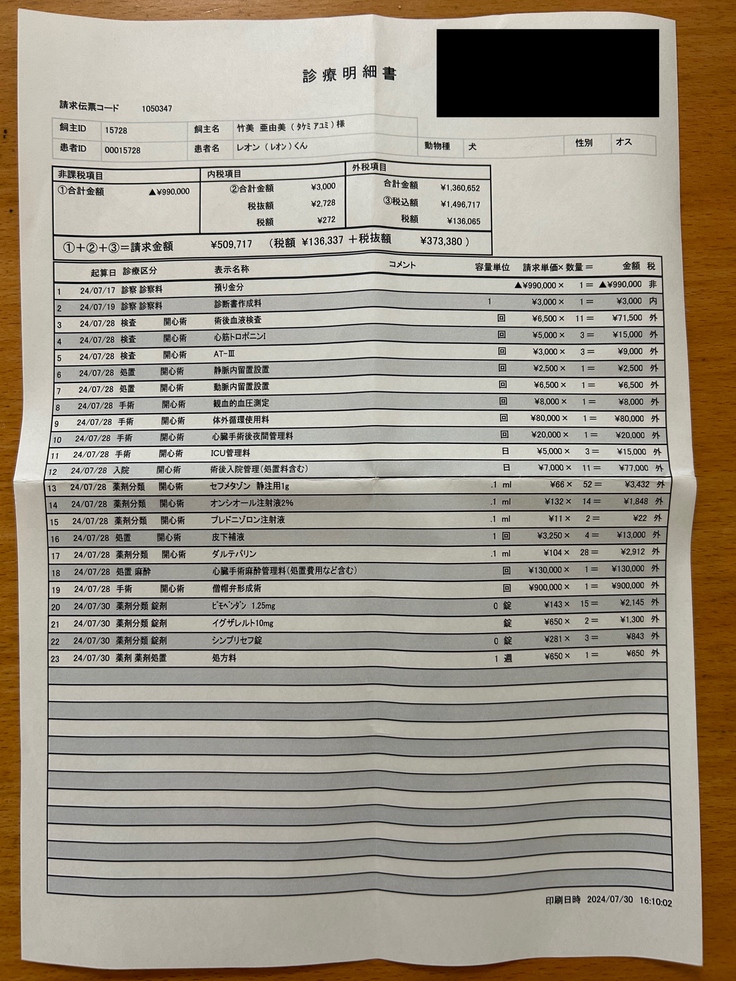 診療明細書
請求伝票コード 1050347
飼主ID 15728 飼主名 竹美 亜由美 (ﾀｹﾐ ｱﾕﾐ) 様
患者ID 00015728 患者名 レオン (ﾚｵﾝ) くん 動物種 犬 性別 オス
非課税項目 内税項目 外税項目
①合計金額 ▲¥990,000 ②合計金額 ¥3,000 合計金額 ¥1,360,652
税抜額 ¥2,728 ③税込額 ¥1,496,717
税額 ¥272 税額 ¥136,065
①+②+③=請求金額 ¥509,717 (税額 ¥136,337 +税抜額 ¥373,380 )
起算日 診療区分 表示名称 コメント 容量単位 請求単価× 数量 = 金額 税
1 24/07/17 診察 診察料 預り金分 ▲¥990,000 × 1 = ▲¥990,000 非
2 24/07/19 診察 診察料 診断書作成料 1 ¥3,000 × 1 = ¥3,000 内
3 24/07/28 検査 開心術 術後血液検査 回 ¥6,500 × 11 = ¥71,500 外
4 24/07/28 検査 開心術 心筋トロポニンI 回 ¥5,000 × 3 = ¥15,000 外
5 24/07/28 検査 開心術 AT-Ⅲ 回 ¥3,000 × 3 = ¥9,000 外
6 24/07/28 処置 開心術 静脈内留置設置 回 ¥2,500 × 1 = ¥2,500 外
7 24/07/28 処置 開心術 動脈内留置設置 回 ¥6,500 × 1 = ¥6,500 外
8 24/07/28 手術 開心術 観血的血圧測定 回 ¥8,000 × 1 = ¥8,000 外
9 24/07/28 手術 開心術 体外循環使用料 回 ¥80,000 × 1 = ¥80,000 外
10 24/07/28 手術 開心術 心臓手術後夜間管理料 回 ¥20,000 × 1 = ¥20,000 外
11 24/07/28 手術 開心術 ICU管理料 日 ¥5,000 × 3 = ¥15,000 外
12 24/07/28 入院 開心術 術後入院管理(処置料含む) 日 ¥7,000 × 11 = ¥77,000 外
13 24/07/28 薬剤分類 開心術 セフメタゾン 静注用1g .1 ml ¥66 × 52 = ¥3,432 外
14 24/07/28 薬剤分類 開心術 オンシオール注射液2% .1 ml ¥132 × 14 = ¥1,848 外
15 24/07/28 薬剤分類 開心術 プレドニゾロン注射液 .1 ml ¥11 × 2 = ¥22 外
16 24/07/28 処置 開心術 皮下補液 1 回 ¥3,250 × 4 = ¥13,000 外
17 24/07/28 薬剤分類 開心術 ダルテパリン .1 ml ¥104 × 28 = ¥2,912 外
18 24/07/28 処置 麻酔 心臓手術麻酔管理料(処置費用など含む) 回 ¥130,000 × 1 = ¥130,000 外
19 24/07/28 手術 開心術 僧帽弁形成術 回 ¥900,000 × 1 = ¥900,000 外
20 24/07/30 薬剤分類 錠剤 ﾋﾟﾓﾍﾞﾝﾀﾞﾝ 1.25mg 0 錠 ¥143 × 15 = ¥2,145 外
21 24/07/30 薬剤分類 錠剤 イグザレルト10mg 錠 ¥650 × 2 = ¥1,300 外
22 24/07/30 薬剤分類 錠剤 シンプリセフ錠 0 錠 ¥281 × 3 = ¥843 外
23 24/07/30 薬剤 薬剤処置 処方料 1 週 ¥650 × 1 = ¥650 外
印刷日時 2024/07/30 16:10:02